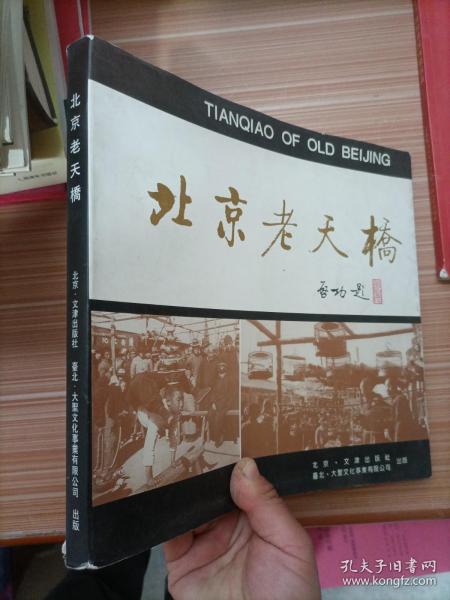 TIANQIAO OF OLD BEIJING
北京老天橋
启功题
北京·文津出版社 出版
臺北·大聖文化事業有限公司
北京老天橋
北京·文津出版社
臺北·大聖文化事業有限公司 出版
孔夫子旧书网
www.kongfz.com